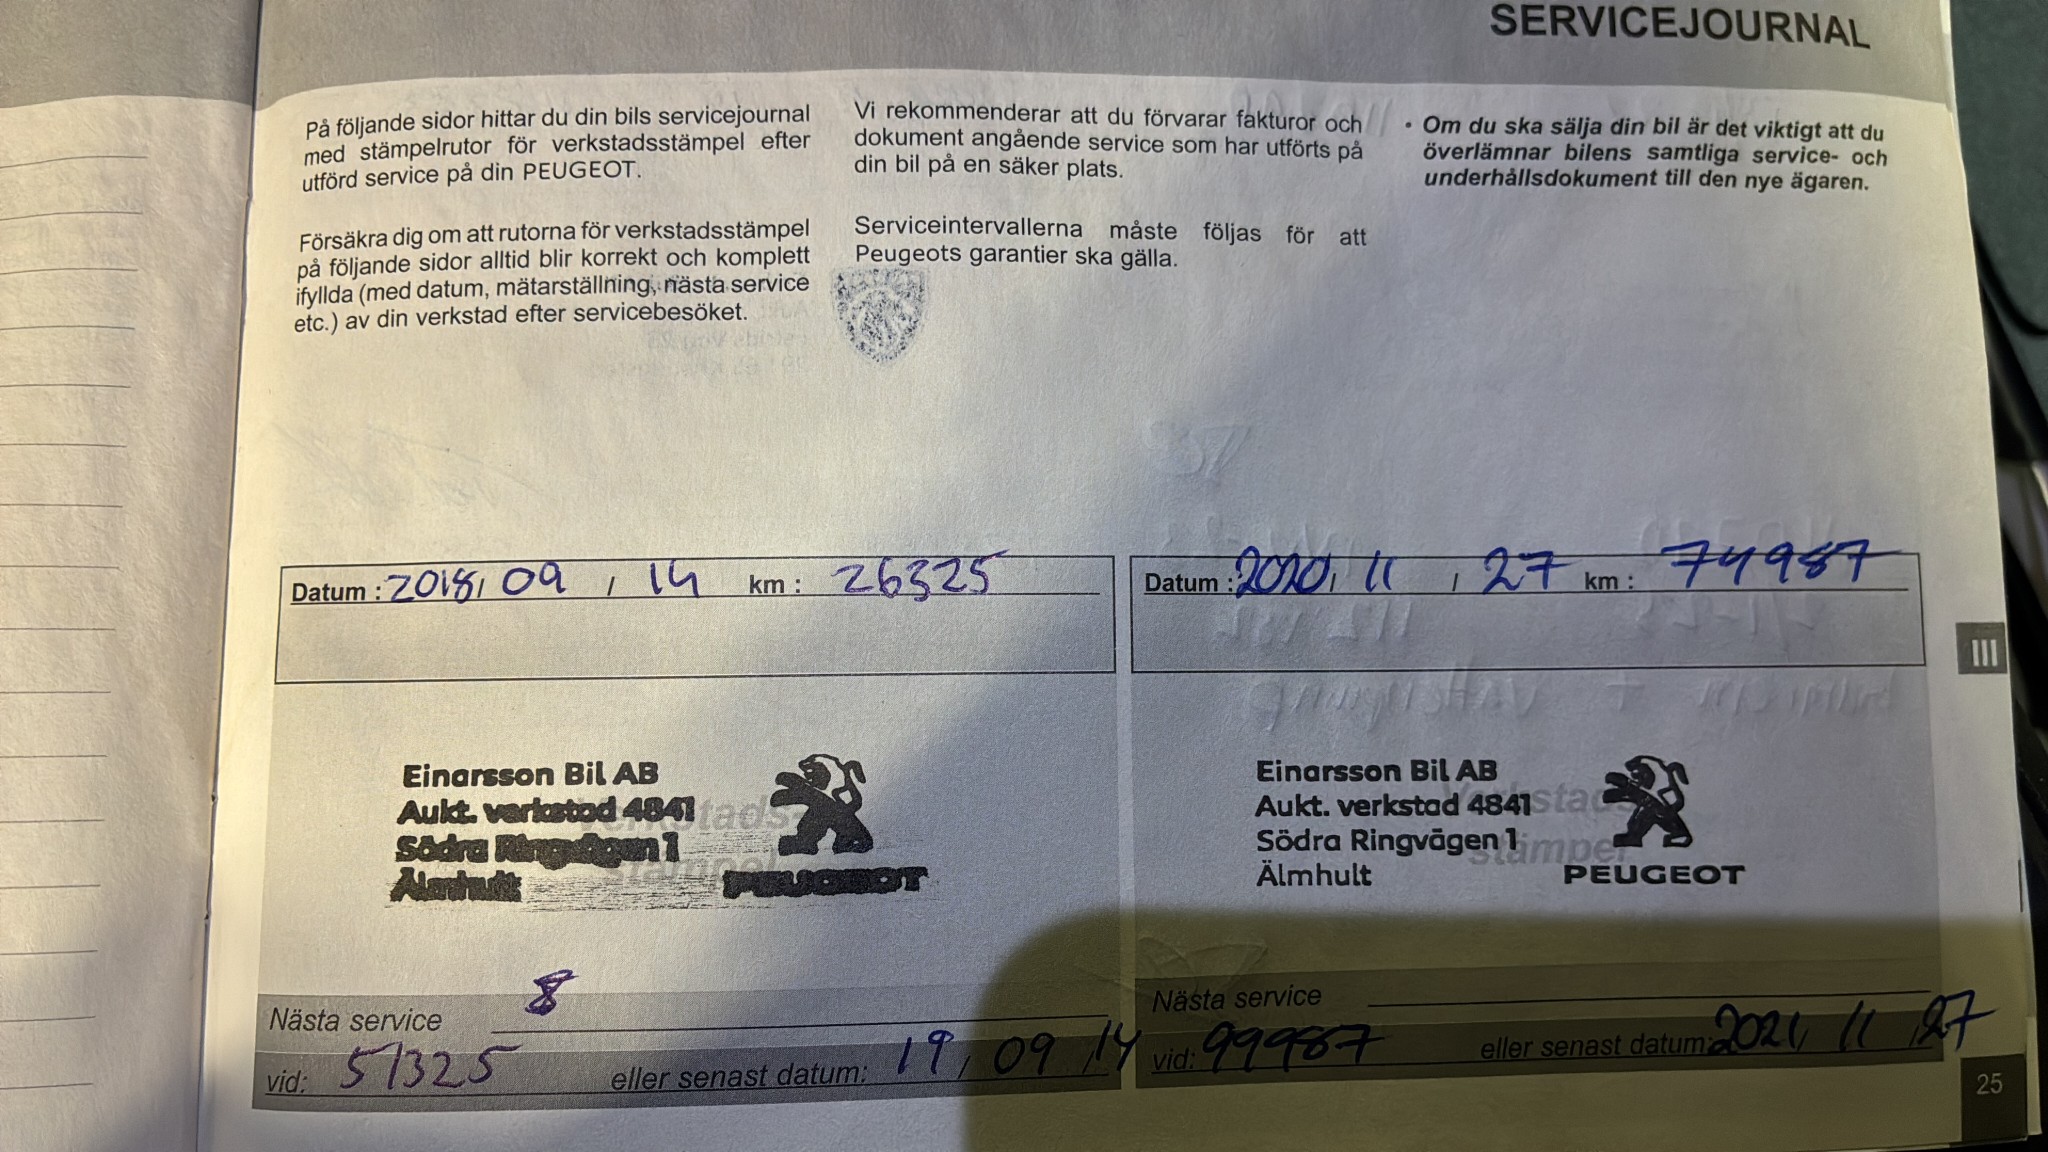 SERVICEJOURNAL
På följande sidor hittar du din bils servicejournal
med stämpelrutor för verkstadsstämpel efter
utförd service på din PEUGEOT.
Försäkra dig om att rutorna för verkstadsstämpel
på följande sidor alltid blir korrekt och komplett
ifyllda (med datum, mätarställning, nästa service
etc.) av din verkstad efter servicebesöket.
Vi rekommenderar att du förvarar fakturor och
dokument angående service som har utförts på
din bil på en säker plats.
Serviceintervallerna måste följas för att
Peugeots garantier ska gälla.
• Om du ska sälja din bil är det viktigt att du
överlämnar bilens samtliga service- och
underhållsdokument till den nye ägaren.
Datum : 2018 / 09 / 14 km : 26325
Verkstads-
stämpel
Einarsson Bil AB
Aukt. verkstad 4841
Södra Ringvägen 1
Älmhult
PEUGEOT
Nästa service 8
vid: 51325 eller senast datum: 19 / 09 / 14
Datum : 2020 / 11 / 27 km : 74987
Verkstads-
stämpel
Einarsson Bil AB
Aukt. verkstad 4841
Södra Ringvägen 1
Älmhult
PEUGEOT
Nästa service
vid: 99987 eller senast datum: 2021 / 11 / 27
III
25